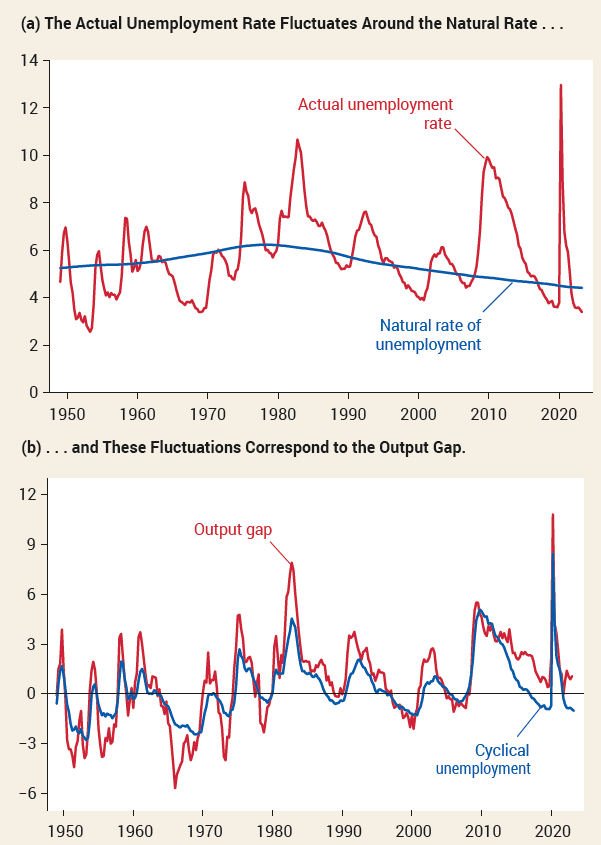 (a) The Actual Unemployment Rate Fluctuates Around the Natural Rate . . .
14
12
10
8
6
4
2
0
Actual unemployment
rate
Natural rate of
unemployment
1950 1960 1970 1980 1990 2000 2010 2020
(b) . . . and These Fluctuations Correspond to the Output Gap.
12
9
6
3
0
–3
–6
Output gap
Cyclical
unemployment
1950 1960 1970 1980 1990 2000 2010 2020